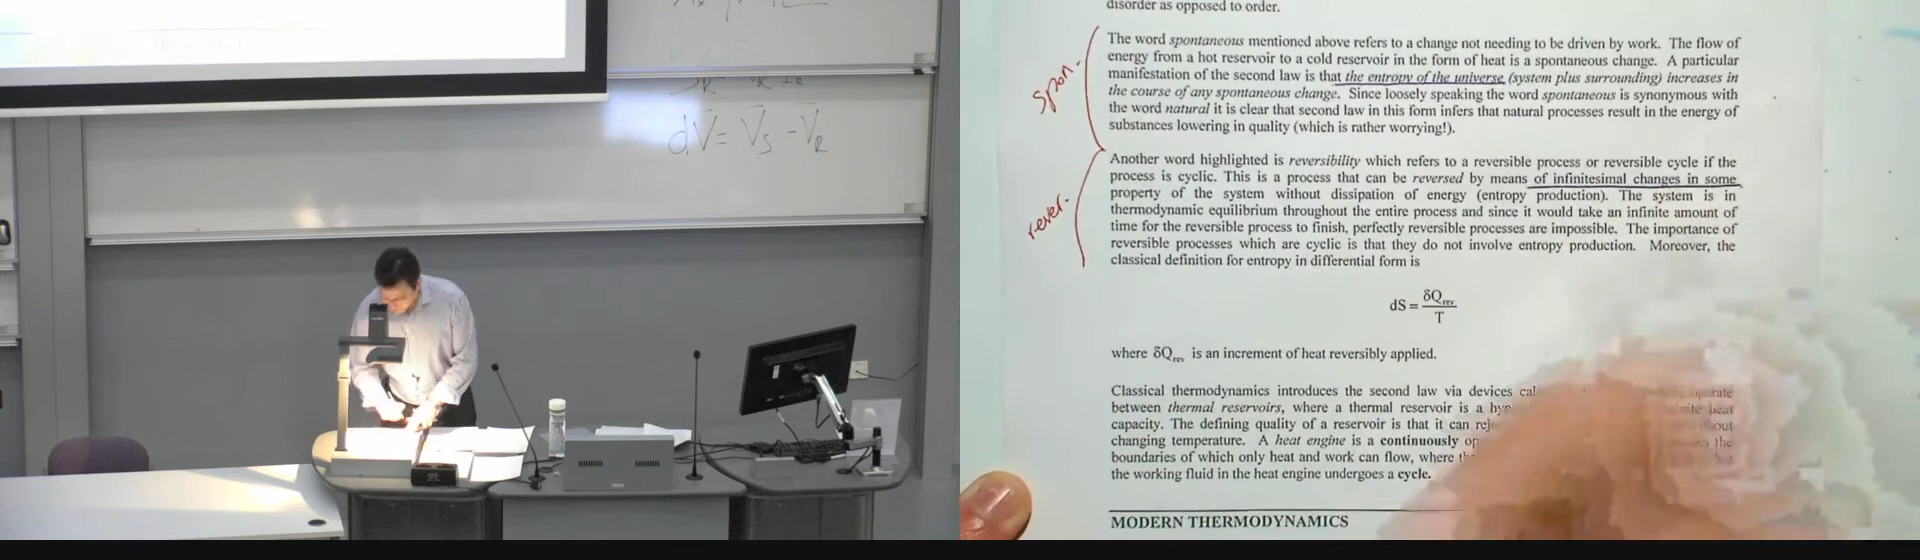 dV = V_S - V_R
disorder as opposed to order.
The word spontaneous mentioned above refers to a change not needing to be driven by work. The flow of
energy from a hot reservoir to a cold reservoir in the form of heat is a spontaneous change. A particular
manifestation of the second law is that the entropy of the universe (system plus surrounding) increases in
the course of any spontaneous change. Since loosely speaking the word spontaneous is synonymous with
the word natural it is clear that second law in this form infers that natural processes result in the energy of
substances lowering in quality (which is rather worrying!).
spon.
Another word highlighted is reversibility which refers to a reversible process or reversible cycle if the
process is cyclic. This is a process that can be reversed by means of infinitesimal changes in some
property of the system without dissipation of energy (entropy production). The system is in
thermodynamic equilibrium throughout the entire process and since it would take an infinite amount of
time for the reversible process to finish, perfectly reversible processes are impossible. The importance of
reversible processes which are cyclic is that they do not involve entropy production. Moreover, the
classical definition for entropy in differential form is
rever.
dS = δQrev / T
where δQrev is an increment of heat reversibly applied.
Classical thermodynamics introduces the second law via devices
between thermal reservoirs, where a thermal reservoir is a heat
capacity. The defining quality of a reservoir is that it can out
changing temperature. A heat engine is a continuously the
boundaries of which only heat and work can flow, where
the working fluid in the heat engine undergoes a cycle.
MODERN THERMODYNAMICS